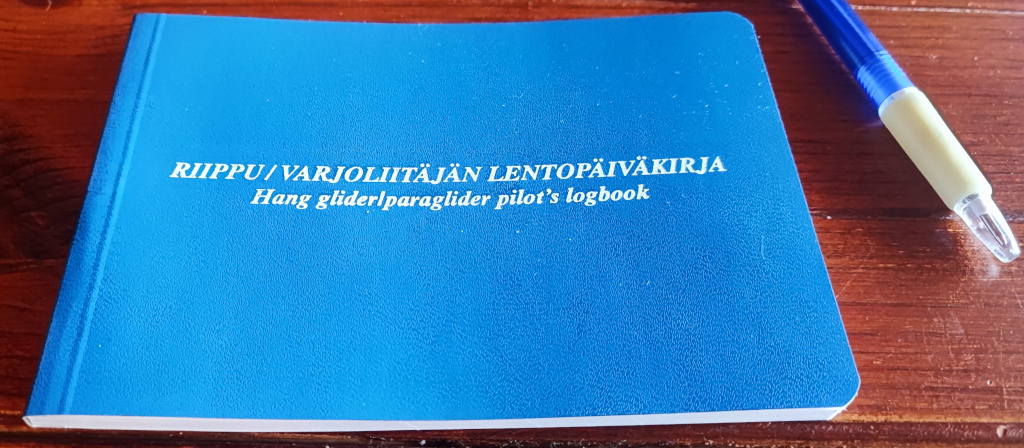 RIIPPU / VARJOLIITÄJÄN LENTOPÄIVÄKIRJA
Hang glider/paraglider pilot's logbook